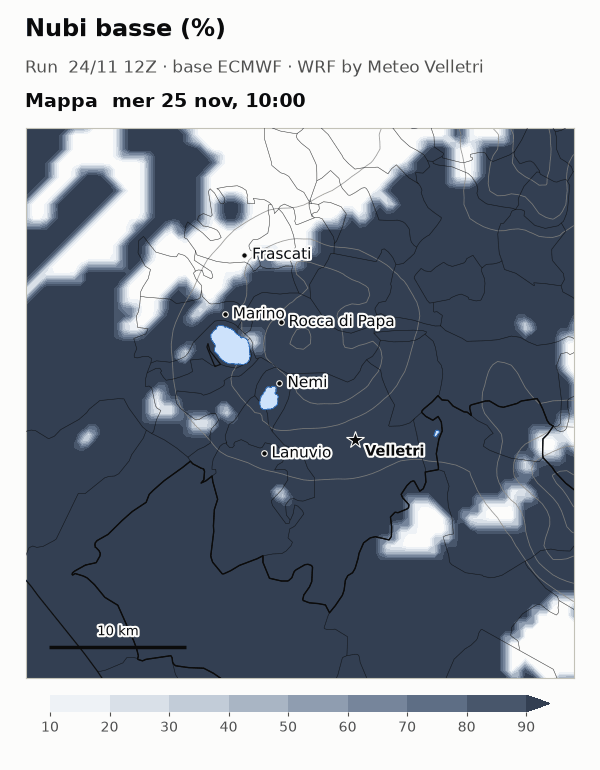 Nubi basse (%)
Run  24/11 12Z · base ECMWF · WRF by Meteo Velletri
Mappa  mer 25 nov, 10:00
Frascati
Marino
Rocca di Papa
Nemi
Velletri
Lanuvio
10 km
10 20 30 40 50 60 70 80 90